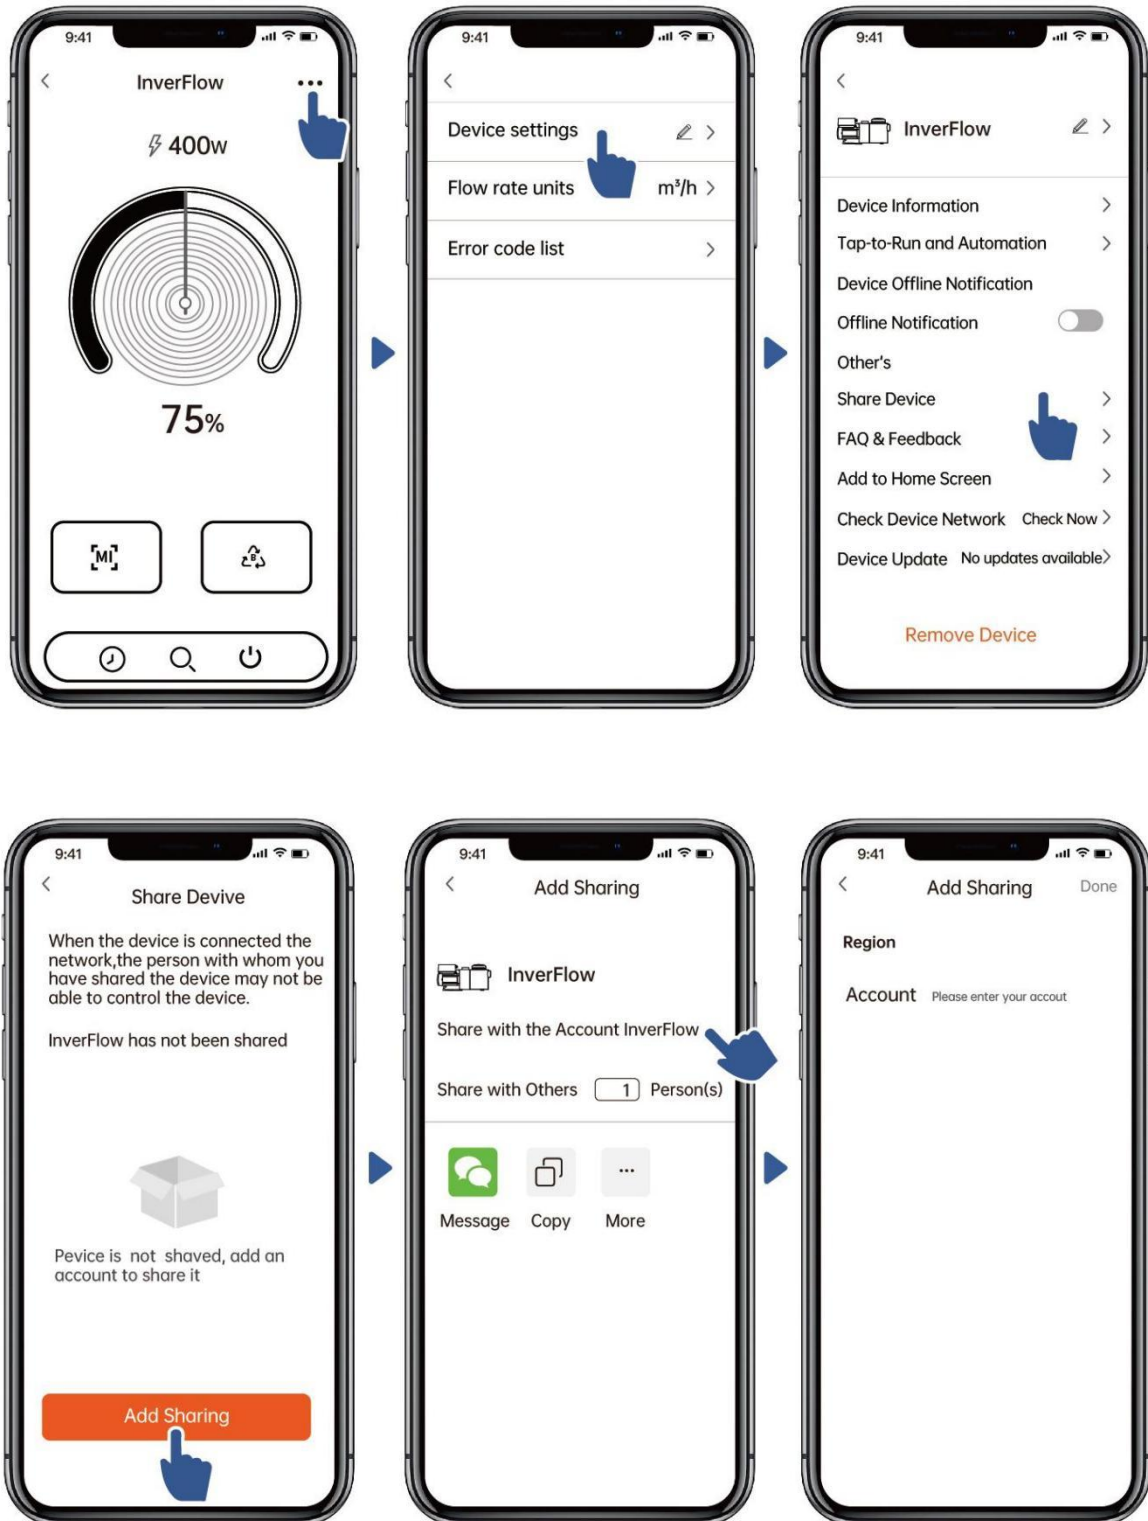 9:41
InverFlow
400w
75%
MI
B
9:41
Device settings
Flow rate units m³/h
Error code list
9:41
InverFlow
Device Information
Tap-to-Run and Automation
Device Offline Notification
Offline Notification
Other's
Share Device
FAQ & Feedback
Add to Home Screen
Check Device Network Check Now
Device Update No updates available
Remove Device
9:41
Share Devive
When the device is connected the
network,the person with whom you
have shared the device may not be
able to control the device.
InverFlow has not been shared
Pevice is not shaved, add an
account to share it
Add Sharing
9:41
Add Sharing
InverFlow
Share with the Account InverFlow
Share with Others 1 Person(s)
Message Copy More
9:41
Add Sharing Done
Region
Account Please enter your accout